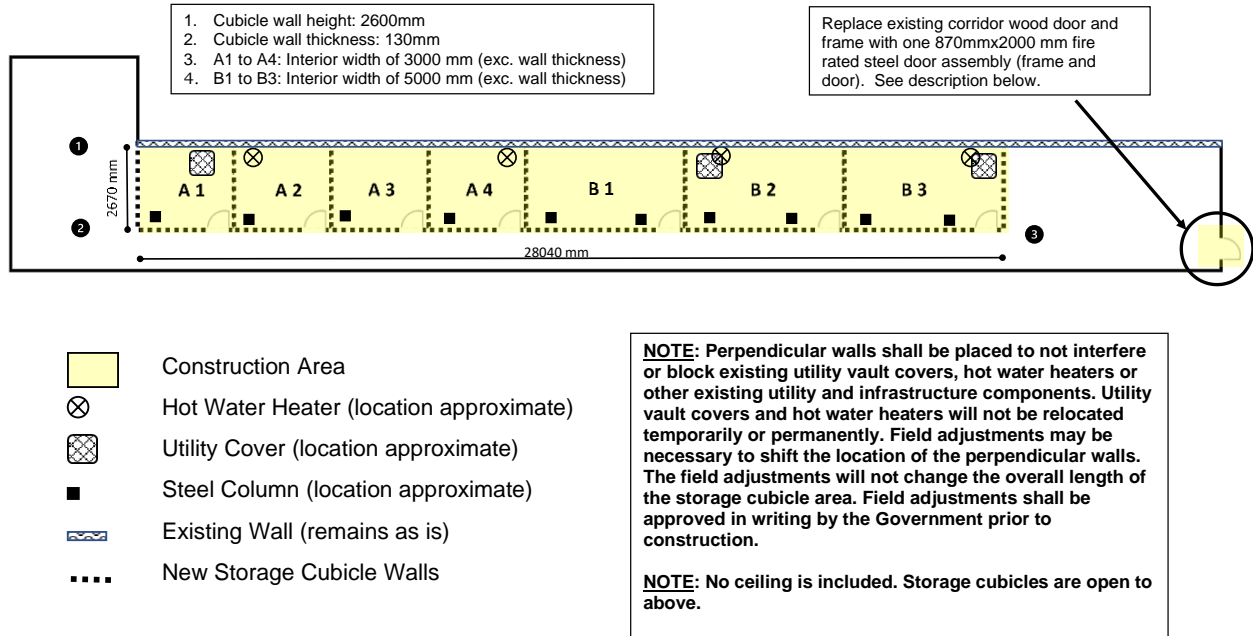 1. Cubicle wall height: 2600mm
2. Cubicle wall thickness: 130mm
3. A1 to A4: Interior width of 3000 mm (exc. wall thickness)
4. B1 to B3: Interior width of 5000 mm (exc. wall thickness)
Replace existing corridor wood door and
frame with one 870mmx2000 mm fire
rated steel door assembly (frame and
door). See description below.
1
2670 mm
A 1
A 2
A 3
A 4
B 1
B 2
B 3
2
3
28040 mm
Construction Area
Hot Water Heater (location approximate)
Utility Cover (location approximate)
Steel Column (location approximate)
Existing Wall (remains as is)
New Storage Cubicle Walls
NOTE: Perpendicular walls shall be placed to not interfere
or block existing utility vault covers, hot water heaters or
other existing utility and infrastructure components. Utility
vault covers and hot water heaters will not be relocated
temporarily or permanently. Field adjustments may be
necessary to shift the location of the perpendicular walls.
The field adjustments will not change the overall length of
the storage cubicle area. Field adjustments shall be
approved in writing by the Government prior to
construction.
NOTE: No ceiling is included. Storage cubicles are open to
above.